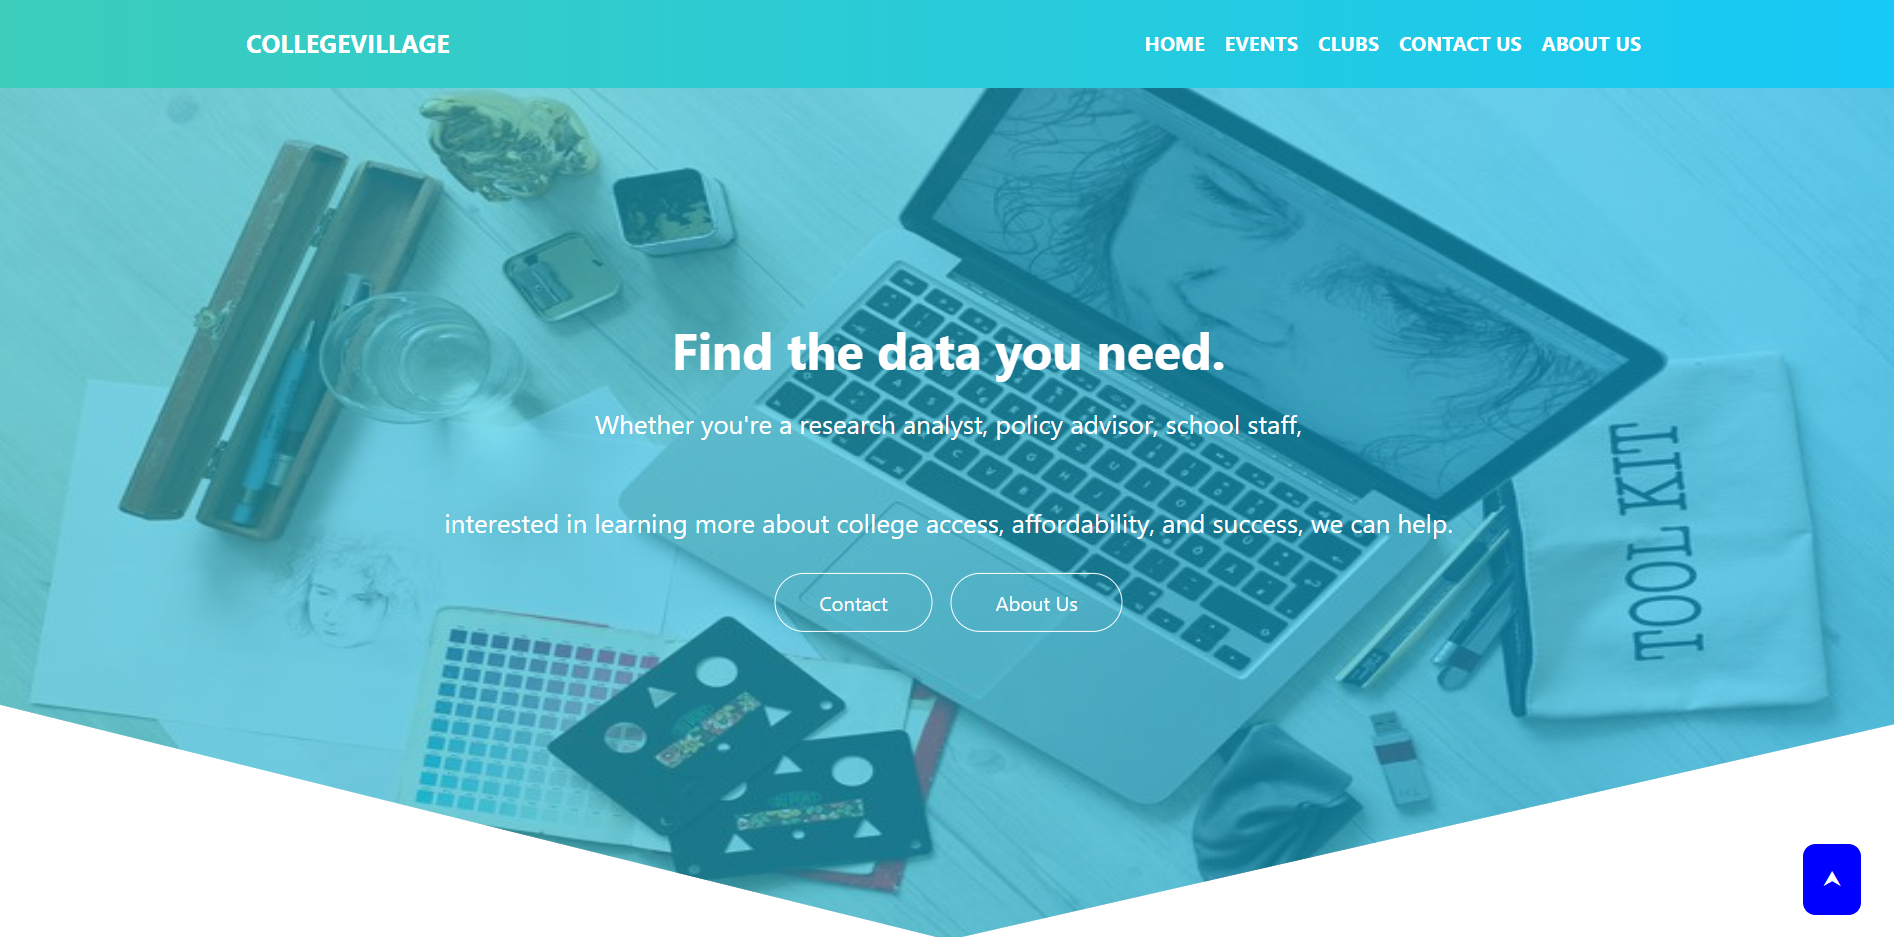 COLLEGEVILLAGE
HOME EVENTS CLUBS CONTACT US ABOUT US
Find the data you need.
Whether you're a research analyst, policy advisor, school staff,
interested in learning more about college access, affordability, and success, we can help.
Contact About Us
TOOL KIT